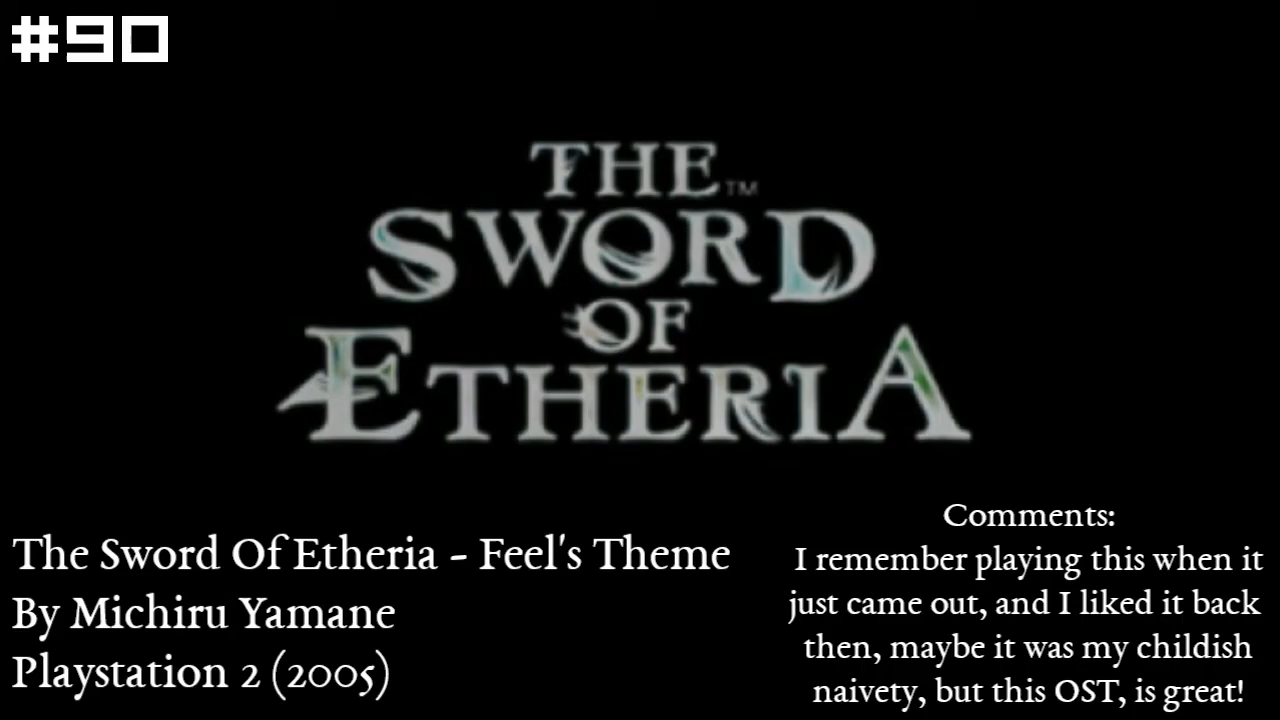 #90
THE™
SWORD
OF
ETHERIA
The Sword Of Etheria - Feel's Theme
By Michiru Yamane
Playstation 2 (2005)
Comments:
I remember playing this when it
just came out, and I liked it back
then, maybe it was my childish
naivety, but this OST, is great!